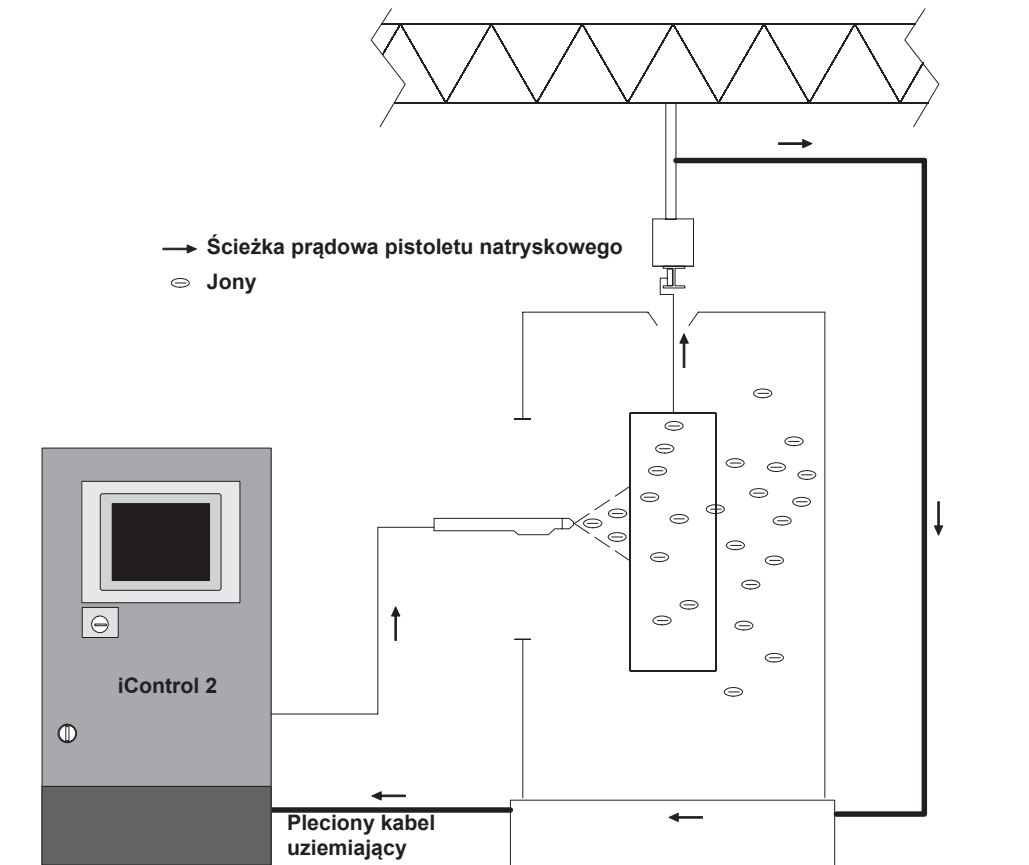 Ścieżka prądowa pistoletu natryskowego
Jony
iControl 2
Pleciony kabel
uziemiający